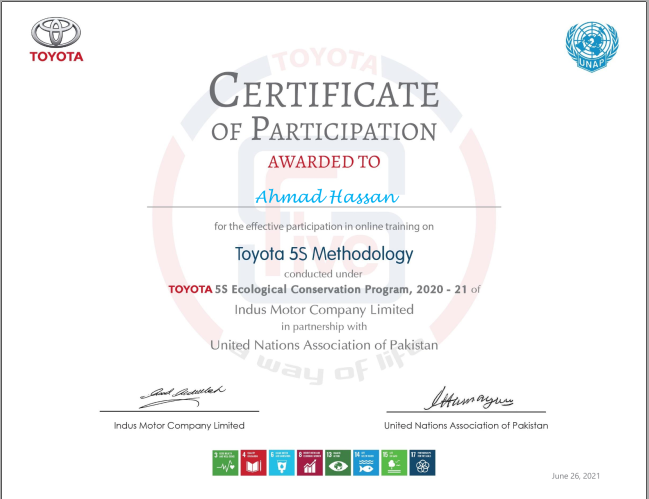 TOYOTA
UNAP
TOYOTA
CERTIFICATE
OF PARTICIPATION
AWARDED TO
Ahmad Hassan
for the effective participation in online training on
Toyota 5S Methodology
conducted under
TOYOTA 5S Ecological Conservation Program, 2020 - 21 of
Indus Motor Company Limited
in partnership with
United Nations Association of Pakistan
a way of life
Indus Motor Company Limited
United Nations Association of Pakistan
3 4 6 8 13 14 15 17
June 26, 2021